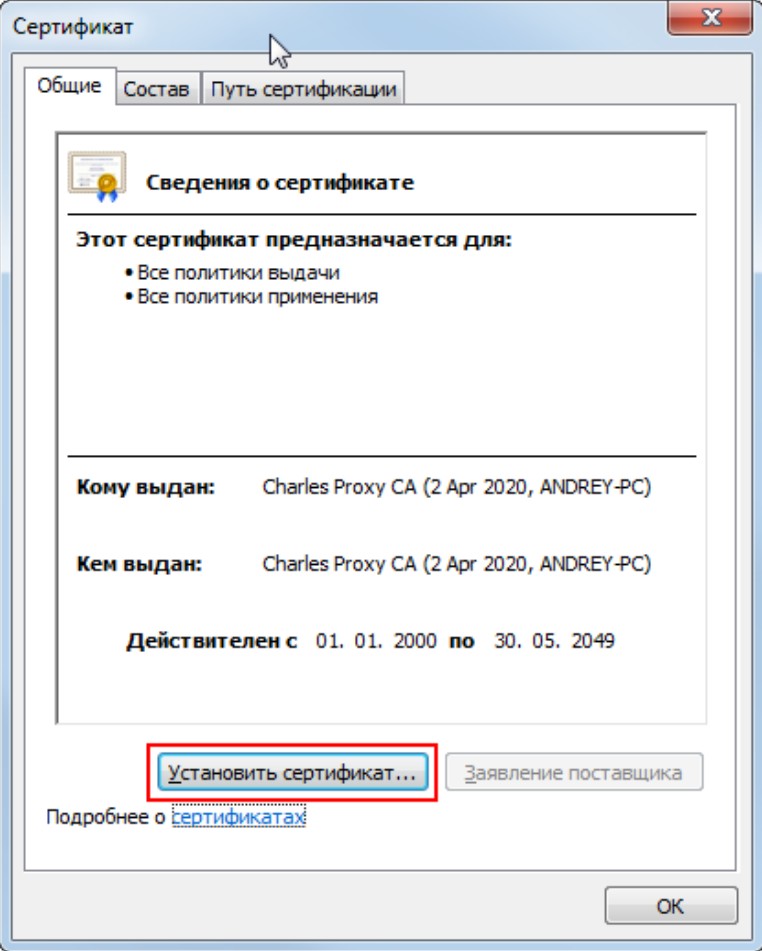 Сертификат
Общие Состав Путь сертификации
Сведения о сертификате
Этот сертификат предназначается для:
• Все политики выдачи
• Все политики применения
Кому выдан: Charles Proxy CA (2 Apr 2020, ANDREY-PC)
Кем выдан: Charles Proxy CA (2 Apr 2020, ANDREY-PC)
Действителен с 01. 01. 2000 по 30. 05. 2049
Установить сертификат... Заявление поставщика
Подробнее о сертификатах
ОК